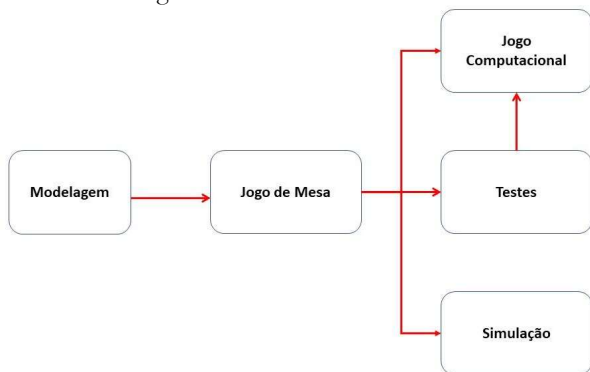 Jogo
Computacional
Modelagem
Jogo de Mesa
Testes
Simulação